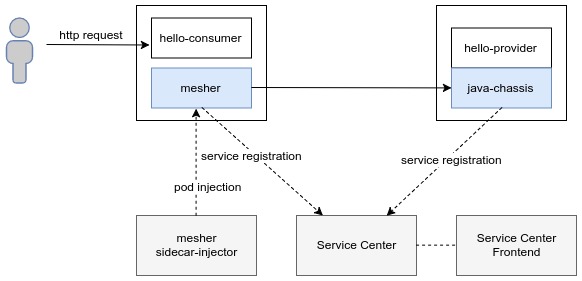 http request
hello-consumer
mesher
hello-provider
java-chassis
service registration
service registration
pod injection
mesher
sidecar-injector
Service Center
Service Center
Frontend